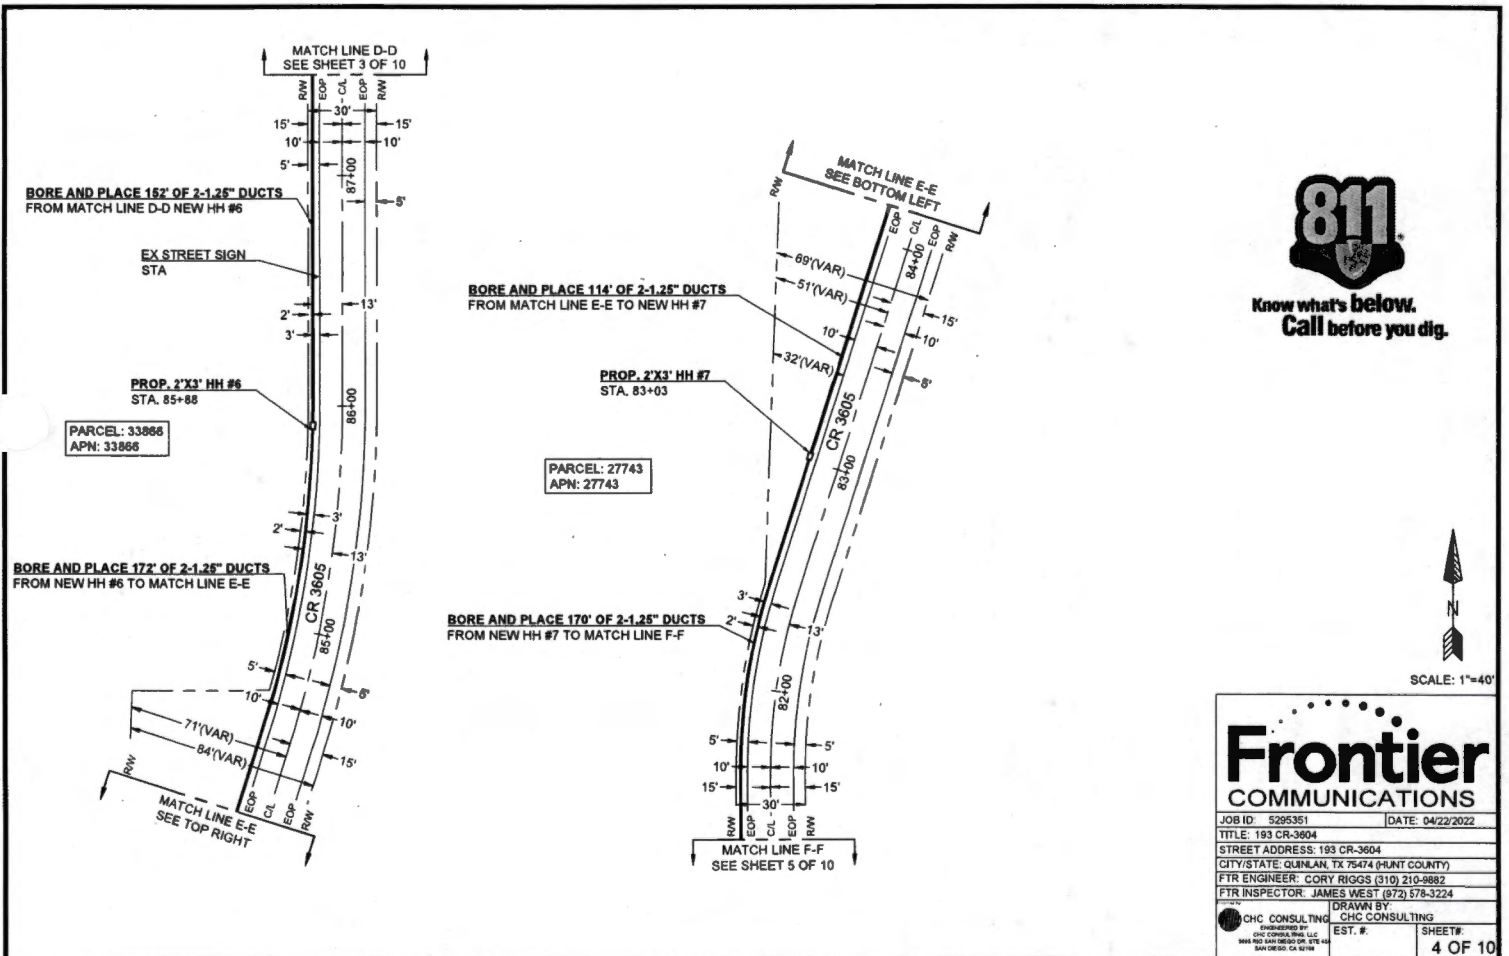 MATCH LINE D-D
SEE SHEET 3 OF 10
R/W
EOP
C/L
EOP
R/W
30'
15'
15'
10'
10'
5'
87+00
BORE AND PLACE 152' OF 2-1.25" DUCTS
FROM MATCH LINE D-D NEW HH #6
5'
EX STREET SIGN
STA
13'
2'
3'
PROP. 2'X3' HH #6
STA. 85+88
86+00
PARCEL: 33866
APN: 33866
3'
2'
13'
BORE AND PLACE 172' OF 2-1.25" DUCTS
FROM NEW HH #6 TO MATCH LINE E-E
CR 3605
85+00
5'
10'
10'
71'(VAR)
84'(VAR)
15'
R/W
EOP
C/L
EOP
R/W
MATCH LINE E-E
SEE TOP RIGHT
MATCH LINE E-E
SEE BOTTOM LEFT
R/W
EOP
C/L
EOP
R/W
84+00
69'(VAR)
51'(VAR)
BORE AND PLACE 114' OF 2-1.25" DUCTS
FROM MATCH LINE E-E TO NEW HH #7
15'
10'
10'
32'(VAR)
PROP. 2'X3' HH #7
STA. 83+03
CR 3605
83+00
PARCEL: 27743
APN: 27743
3'
2'
13'
BORE AND PLACE 170' OF 2-1.25" DUCTS
FROM NEW HH #7 TO MATCH LINE F-F
82+00
5'
5'
10'
10'
15'
15'
30'
R/W
EOP
C/L
EOP
R/W
MATCH LINE F-F
SEE SHEET 5 OF 10
811
Know what's below.
Call before you dig.
N
SCALE: 1"=40'
Frontier
COMMUNICATIONS
JOB ID: 5295351
DATE: 04/22/2022
TITLE: 193 CR-3604
STREET ADDRESS: 193 CR-3604
CITY/STATE: QUINLAN, TX 75474 (HUNT COUNTY)
FTR ENGINEER: CORY RIGGS (310) 210-9882
FTR INSPECTOR: JAMES WEST (972) 578-3224
CHC CONSULTING
ENGINEERED BY:
CHC CONSULTING, LLC
SAN DIEGO, CA
DRAWN BY:
CHC CONSULTING
EST. #:
SHEET#:
4 OF 10